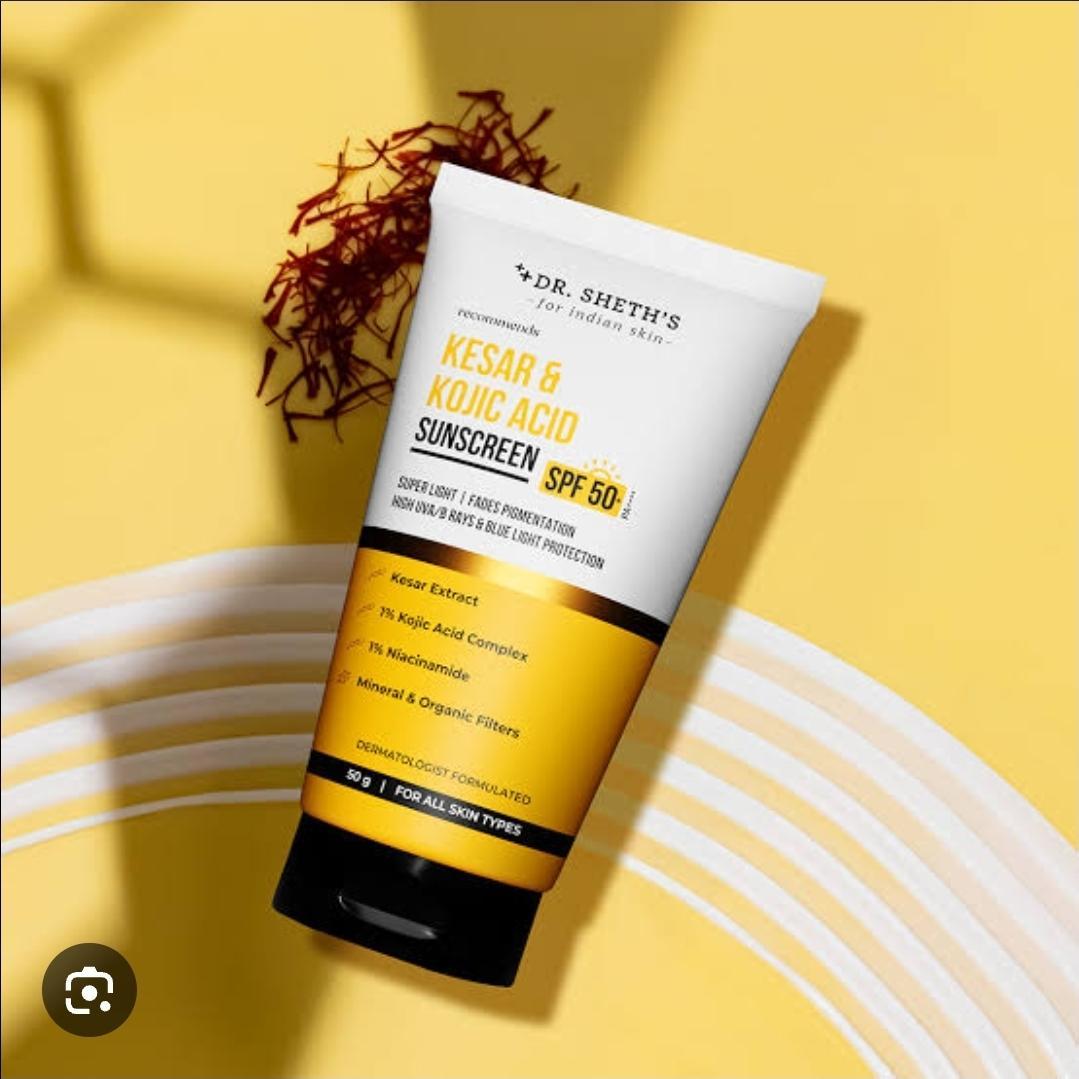 DR. SHETH'S
-for indian skin-
recommends
KESAR &
KOJIC ACID
SUNSCREEN
SPF 50+
PA++++
SUPER LIGHT | FADES PIGMENTATION
HIGH UVA/B RAYS & BLUE LIGHT PROTECTION
Kesar Extract
1% Kojic Acid Complex
1% Niacinamide
Mineral & Organic Filters
DERMATOLOGIST FORMULATED
50 g | FOR ALL SKIN TYPES